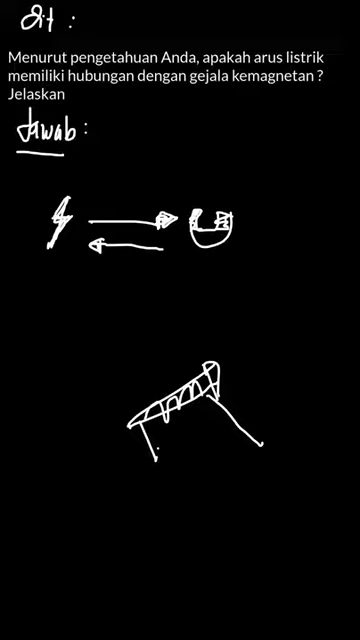 Dit :
Menurut pengetahuan Anda, apakah arus listrik
memiliki hubungan dengan gejala kemagnetan ?
Jelaskan
Jawab :